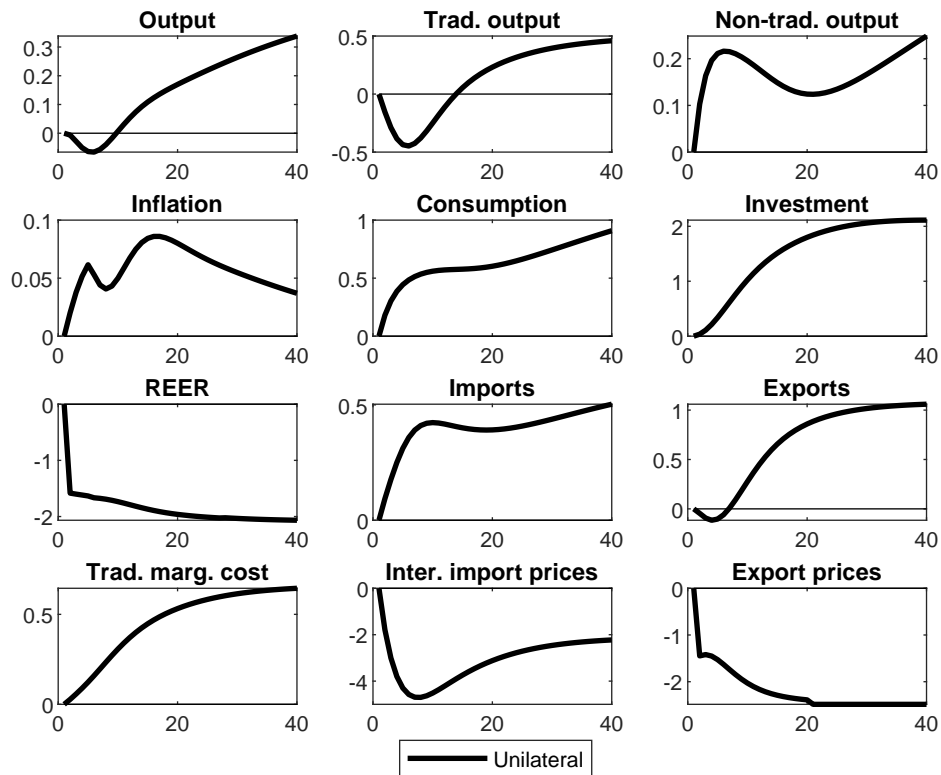 Output
Trad. output
Non-trad. output
0.3
0.2
0.1
0
0 20 40
0.5
0
-0.5
0 20 40
0.2
0.1
0
0 20 40
Inflation
Consumption
Investment
0.1
0.05
0
0 20 40
1
0.5
0
0 20 40
2
1
0
0 20 40
REER
Imports
Exports
0
-1
-2
0 20 40
0.5
0
0 20 40
1
0.5
0
0 20 40
Trad. marg. cost
Inter. import prices
Export prices
0.5
0
0 20 40
0
-2
-4
0 20 40
0
-1
-2
0 20 40
Unilateral